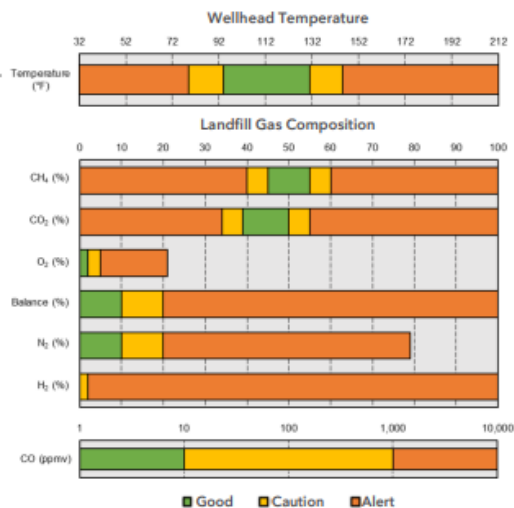 Wellhead Temperature
32 52 72 92 112 132 152 172 192 212
Temperature
(°F)
Landfill Gas Composition
0 10 20 30 40 50 60 70 80 90 100
CH₄ (%)
CO₂ (%)
O₂ (%)
Balance (%)
N₂ (%)
H₂ (%)
1 10 100 1,000 10,000
CO (ppmv)
Good Caution Alert